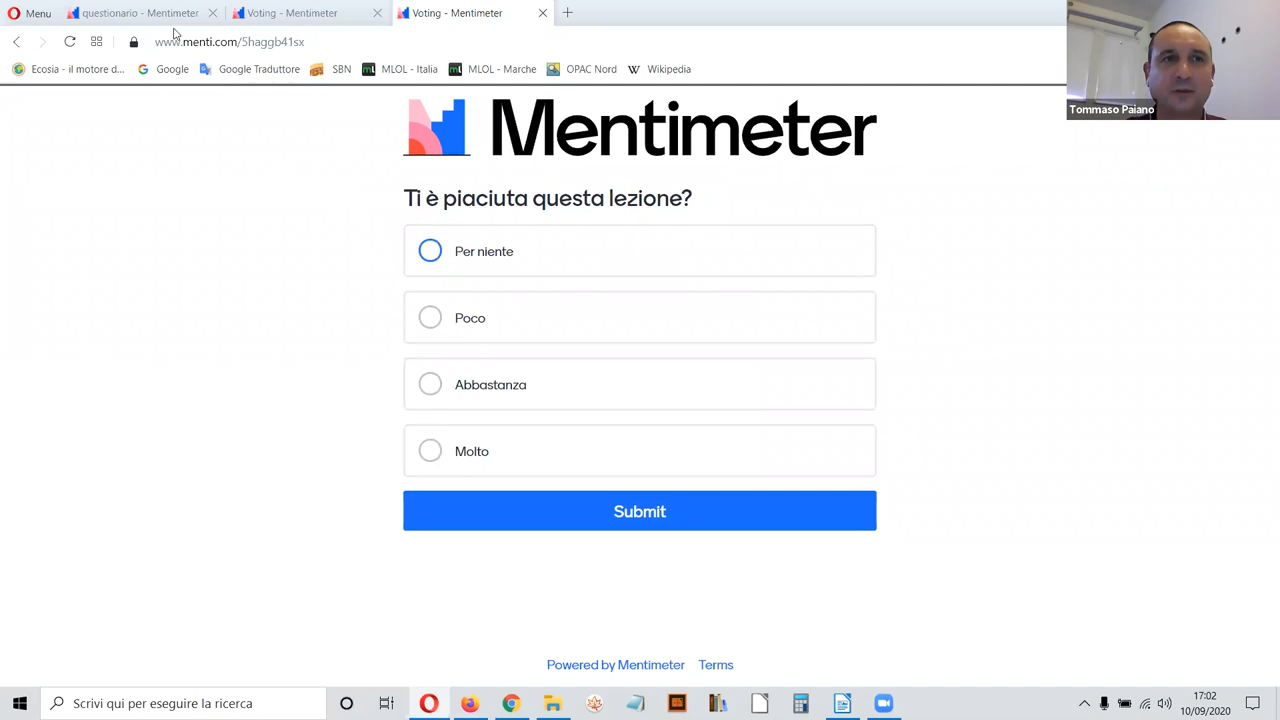 Menu
questionario - Mentimeter
Voting - Mentimeter
Voting - Mentimeter
www.menti.com/5haggb41sx
Ecosia - il motore d...
Google
Google Traduttore
SBN
MLOL - Italia
MLOL - Marche
OPAC Nord
Wikipedia
Tommaso Paiano
Mentimeter
Ti è piaciuta questa lezione?
Per niente
Poco
Abbastanza
Molto
Submit
Powered by Mentimeter
Terms
Scrivi qui per eseguire la ricerca
17:02
10/09/2020